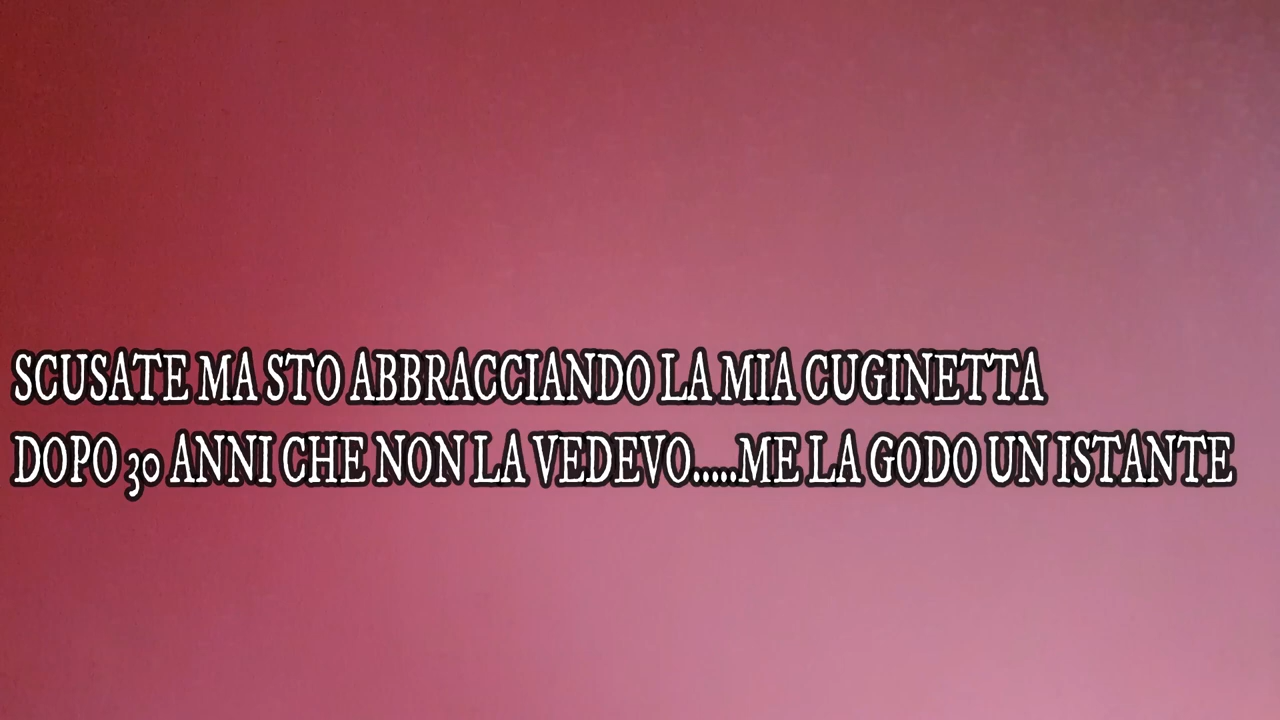 SCUSATE MA STO ABBRACCIANDO LA MIA CUGINETTA
DOPO 30 ANNI CHE NON LA VEDEVO.....ME LA GODO UN ISTANTE